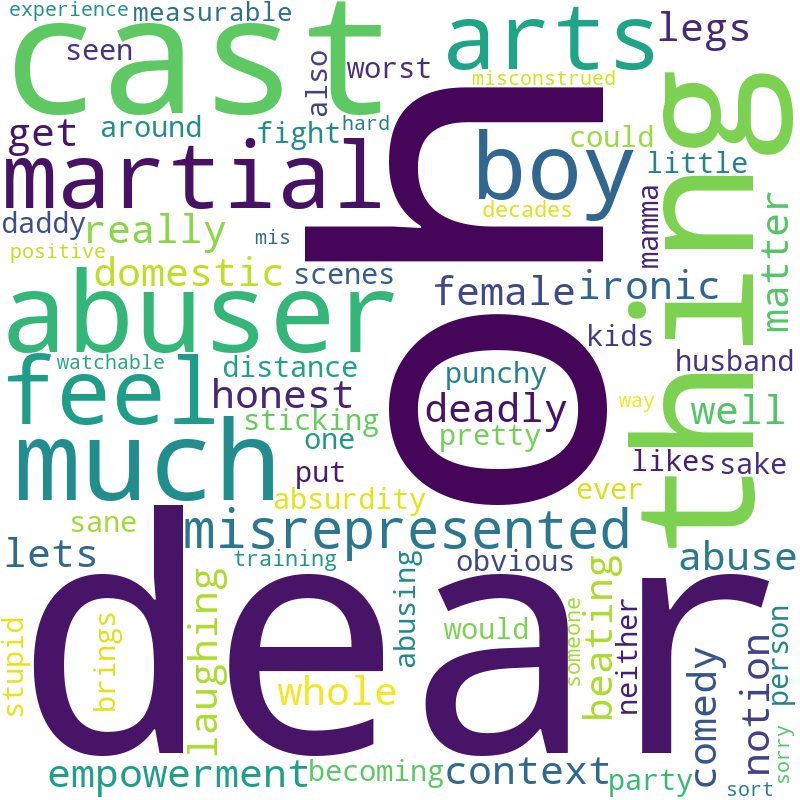 experience
measurable
cast
arts
legs
seen
also
worst
misconstrued
get
around
fight
hard
oh
boy
could
thing
martial
little
daddy
really
decades
mamma
matter
positive
mis
domestic
scenes
abuser
female
ironic
kids
watchable
distance
husband
feel
honest
punchy
way
deadly
well
sticking
pretty
much
one
likes
sake
put
absurdity
ever
sane
misrepresented
lets
training
obvious
abuse
dear
laughing
abusing
beating
someone
neither
person
stupid
brings
would
whole
comedy
notion
sorry
empowerment
becoming
context
party
sort